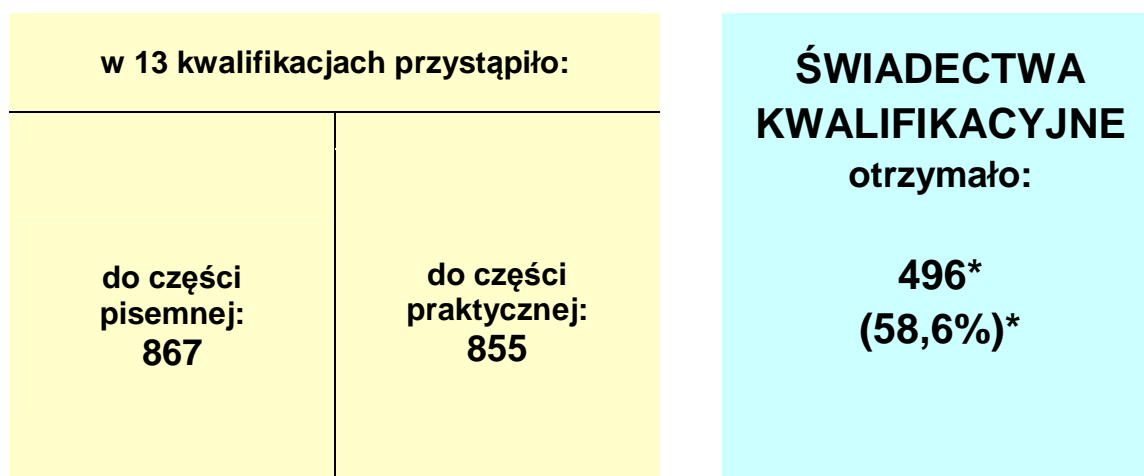 w 13 kwalifikacjach przystąpiło:
do części
pisemnej:
867
do części
praktycznej:
855
ŚWIADECTWA
KWALIFIKACYJNE
otrzymało:
496*
(58,6%)*